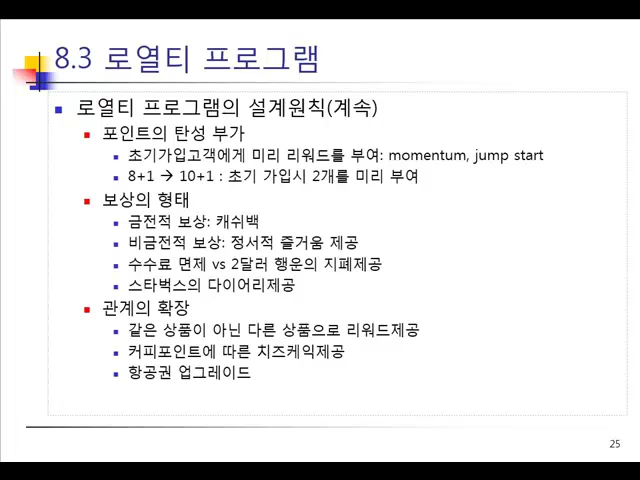 8.3 로열티 프로그램
로열티 프로그램의 설계원칙(계속)
포인트의 탄성 부가
초기가입고객에게 미리 리워드를 부여: momentum, jump start
8+1 → 10+1 : 초기 가입시 2개를 미리 부여
보상의 형태
금전적 보상: 캐쉬백
비금전적 보상: 정서적 즐거움 제공
수수료 면제 vs 2달러 행운의 지폐제공
스타벅스의 다이어리제공
관계의 확장
같은 상품이 아닌 다른 상품으로 리워드제공
커피포인트에 따른 치즈케익제공
항공권 업그레이드
25